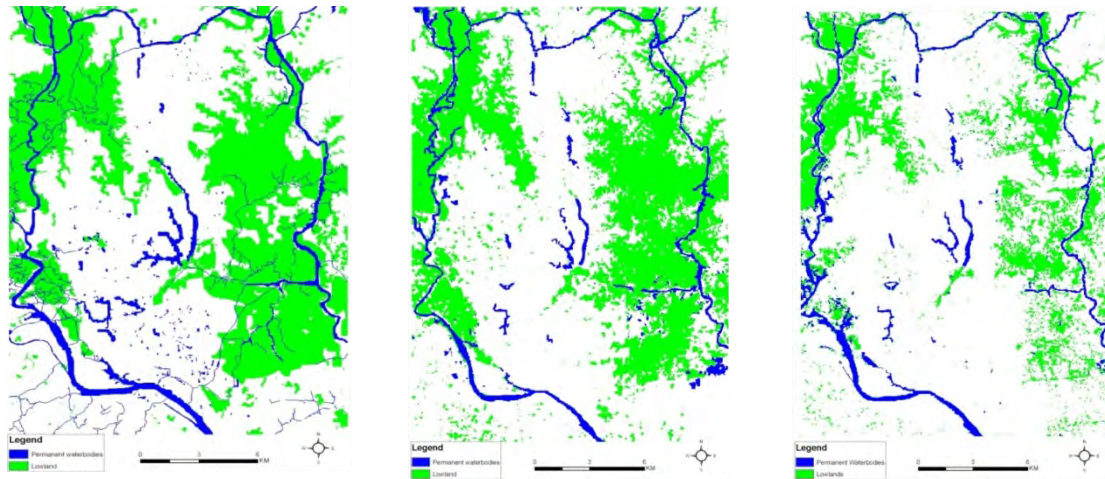 Legend
Permanent waterbodies
Lowland
N
0 3 6
KM
Legend
Permanent waterbodies
Lowland
N
0 3 6
KM
Legend
Permanent Waterbodies
Lowlands
N
0 3 6
KM